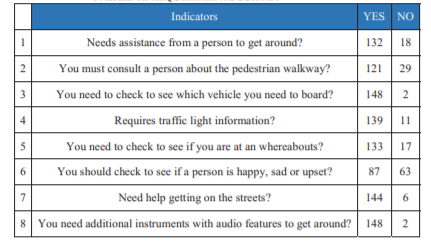 Indicators YES NO
1 Needs assistance from a person to get around? 132 18
2 You must consult a person about the pedestrian walkway? 121 29
3 You need to check to see which vehicle you need to board? 148 2
4 Requires traffic light information? 139 11
5 You need to check to see if you are at an whereabouts? 133 17
6 You should check to see if a person is happy, sad or upset? 87 63
7 Need help getting on the streets? 144 6
8 You need additional instruments with audio features to get around? 148 2